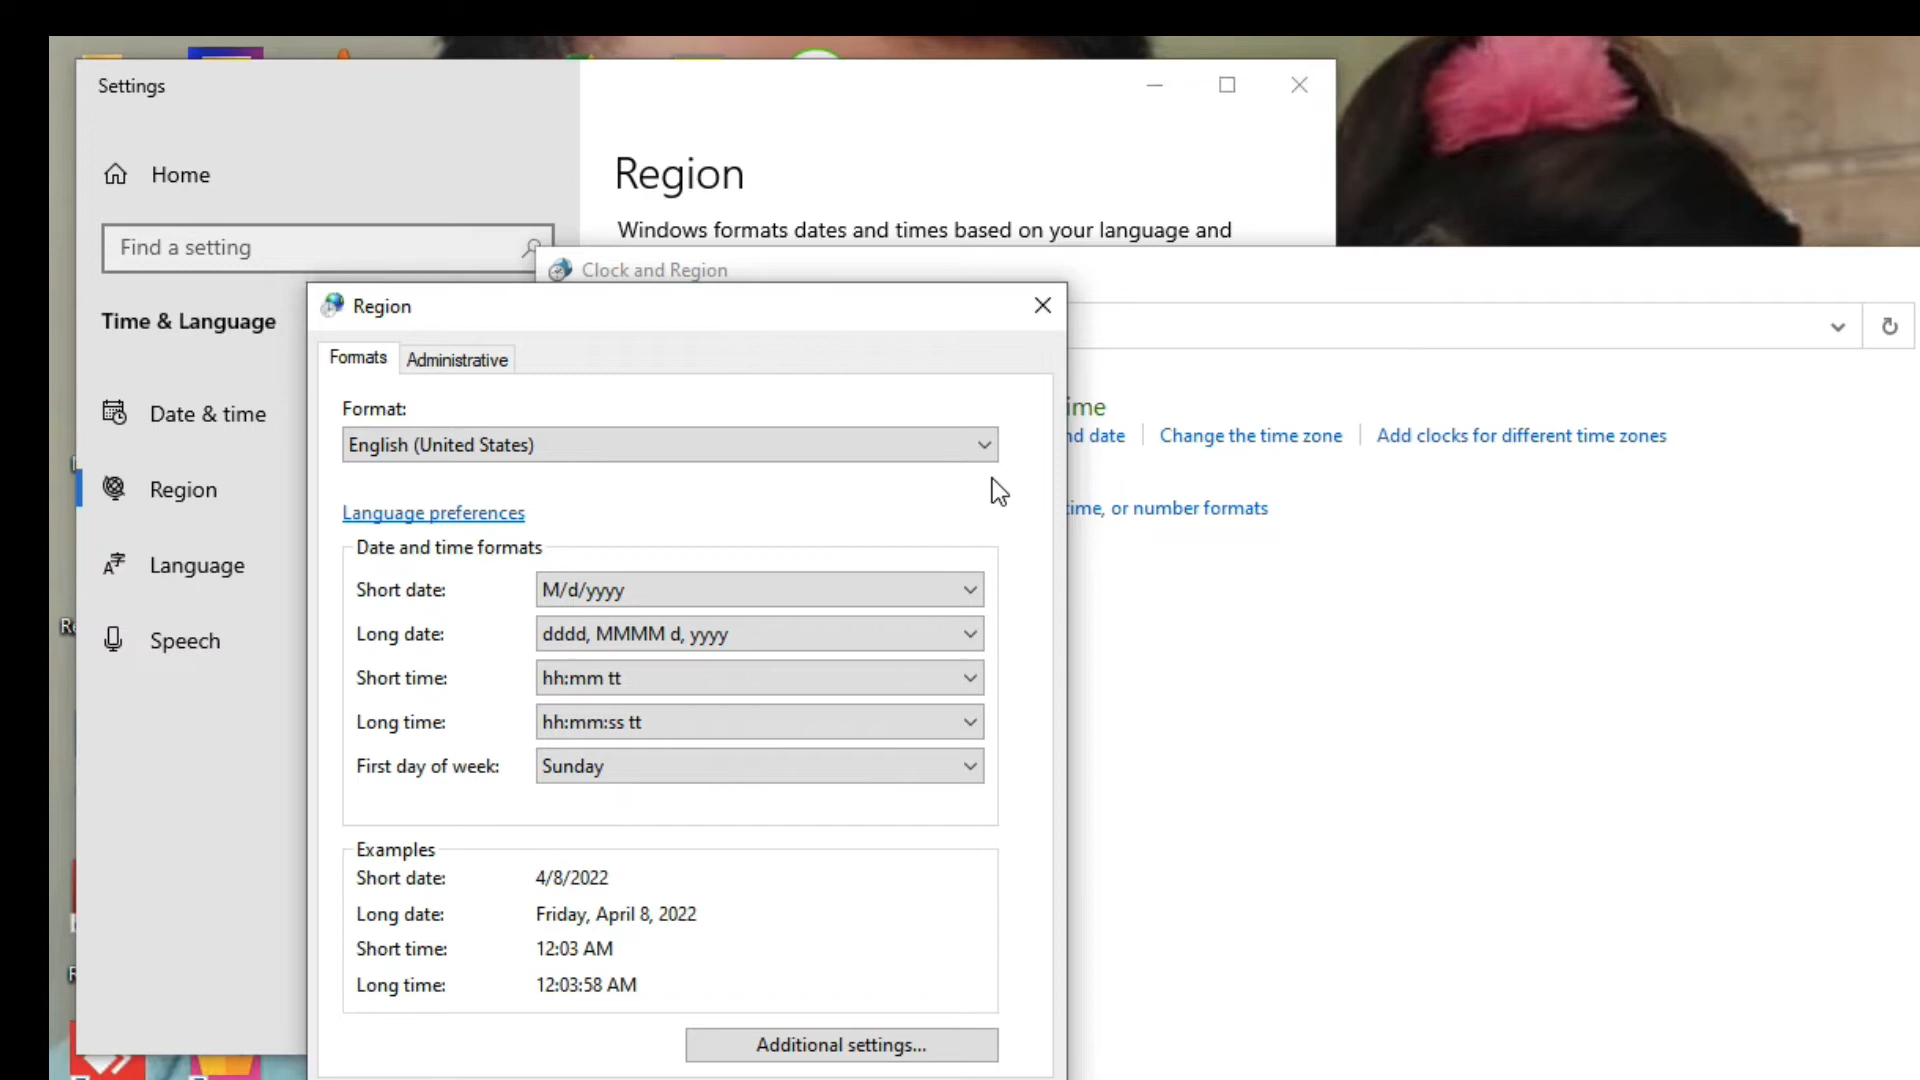 Settings
Home
Find a setting
Time & Language
Date & time
Region
Language
Speech
Region
Windows formats dates and times based on your language and
Clock and Region
Region
Formats
Administrative
Format:
English (United States)
Language preferences
Date and time formats
Short date: M/d/yyyy
Long date: dddd, MMMM d, yyyy
Short time: hh:mm tt
Long time: hh:mm:ss tt
First day of week: Sunday
Examples
Short date: 4/8/2022
Long date: Friday, April 8, 2022
Short time: 12:03 AM
Long time: 12:03:58 AM
Additional settings...
date Change the time zone Add clocks for different time zones
time, or number formats